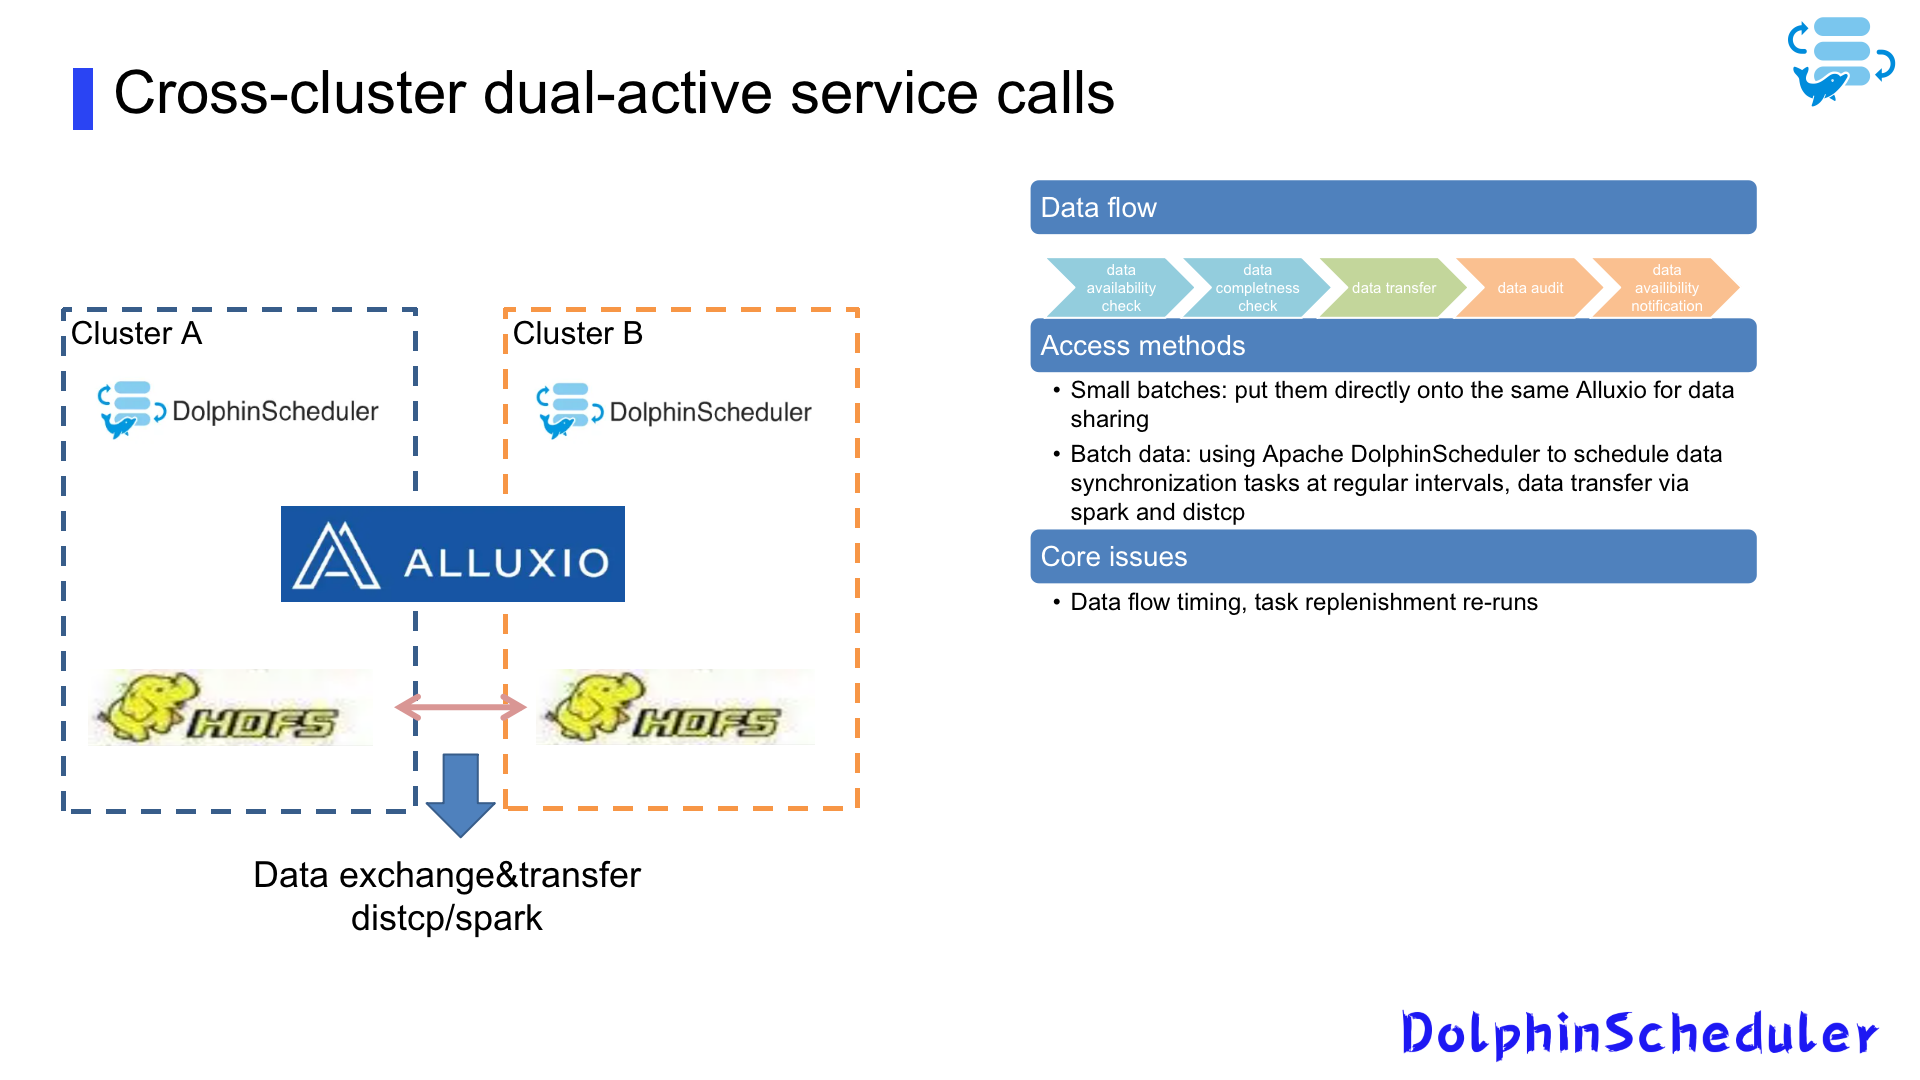 Cross-cluster dual-active service calls
Cluster A
DolphinScheduler
Cluster B
DolphinScheduler
ALLUXIO
HDFS
HDFS
Data exchange&transfer
distcp/spark
Data flow
data
availability
check
data
completness
check
data transfer
data audit
data
availibility
notification
Access methods
• Small batches: put them directly onto the same Alluxio for data
sharing
• Batch data: using Apache DolphinScheduler to schedule data
synchronization tasks at regular intervals, data transfer via
spark and distcp
Core issues
• Data flow timing, task replenishment re-runs
DolphinScheduler